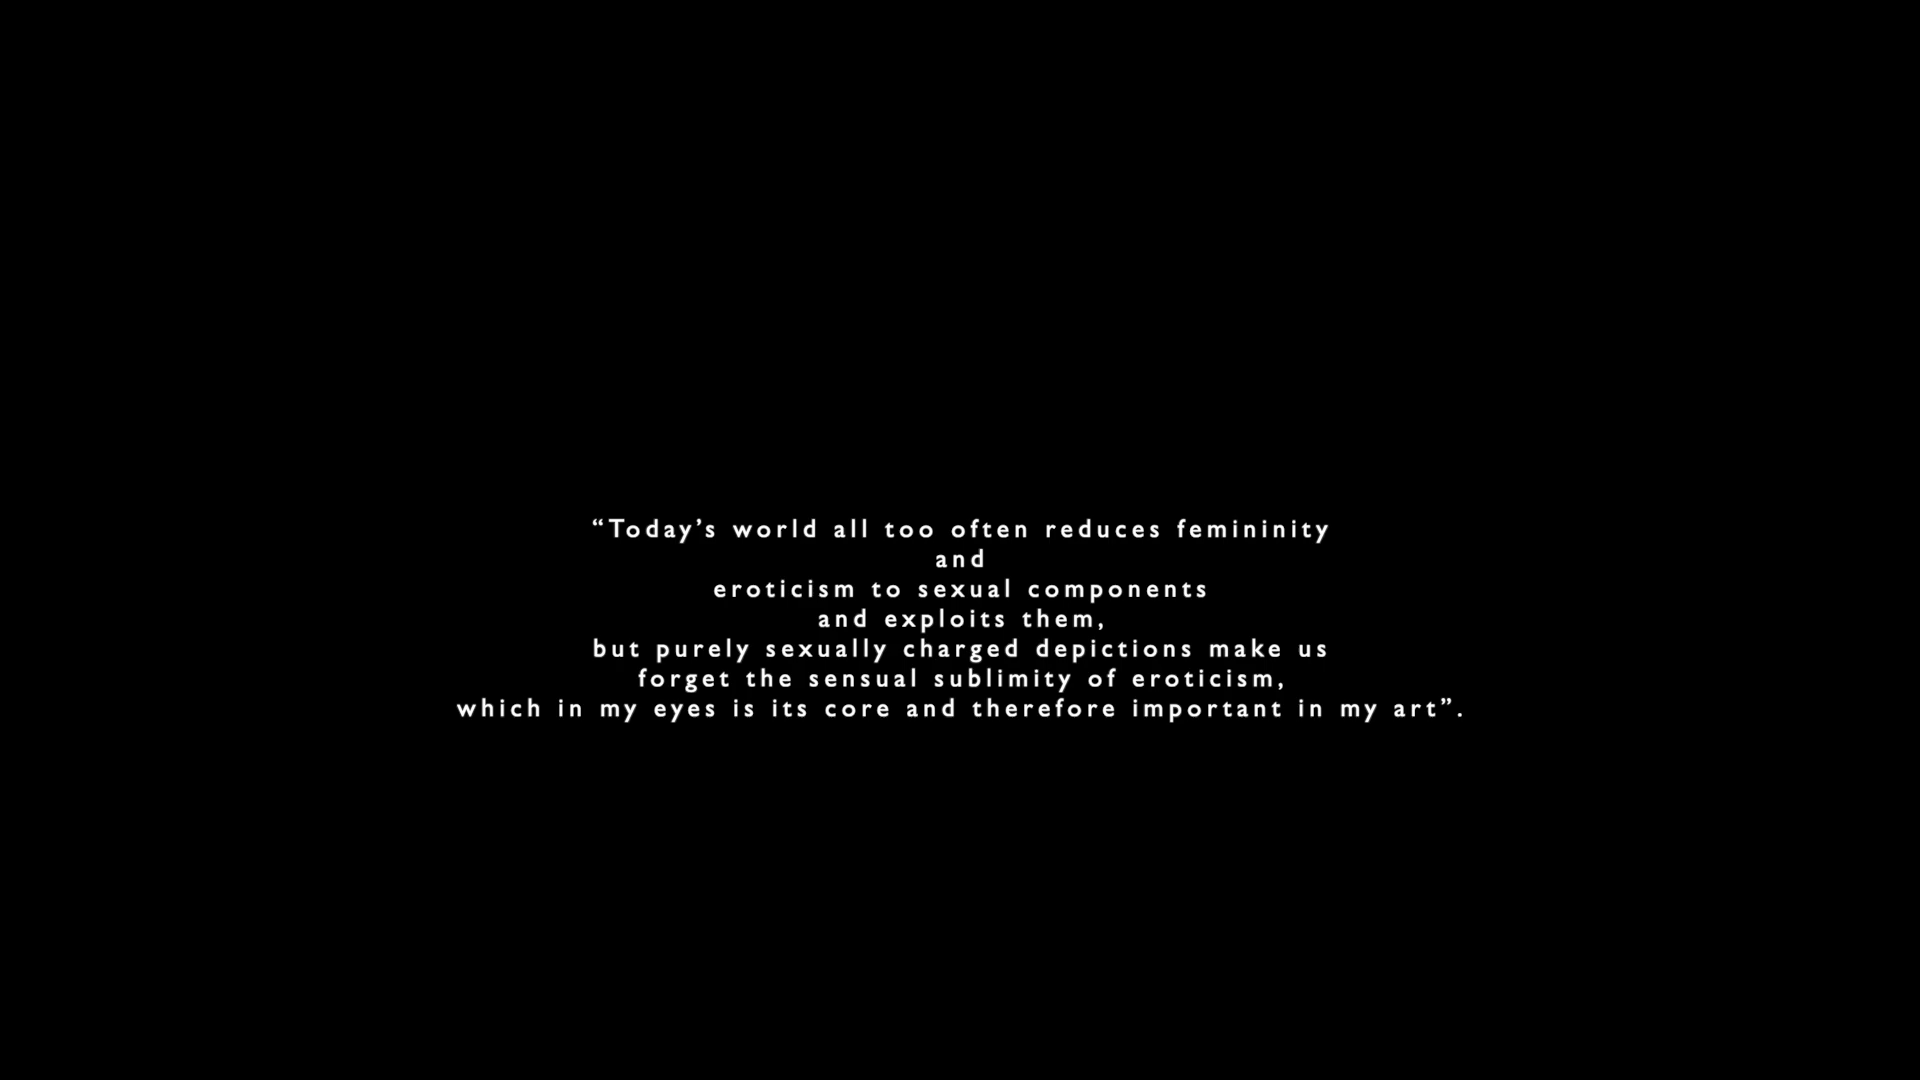 “Today’s world all too often reduces femininity
and
eroticism to sexual components
and exploits them,
but purely sexually charged depictions make us
forget the sensual sublimity of eroticism,
which in my eyes is its core and therefore important in my art”.